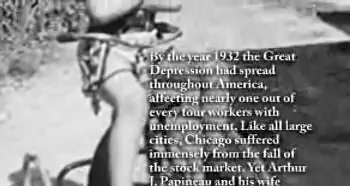 By the year 1932 the Great
Depression had spread
throughout America,
affecting nearly one out of
every four workers with
unemployment. Like all large
cities, Chicago suffered
immensely from the fall of
the stock market. Yet Arthur
J. Papineau and his wife